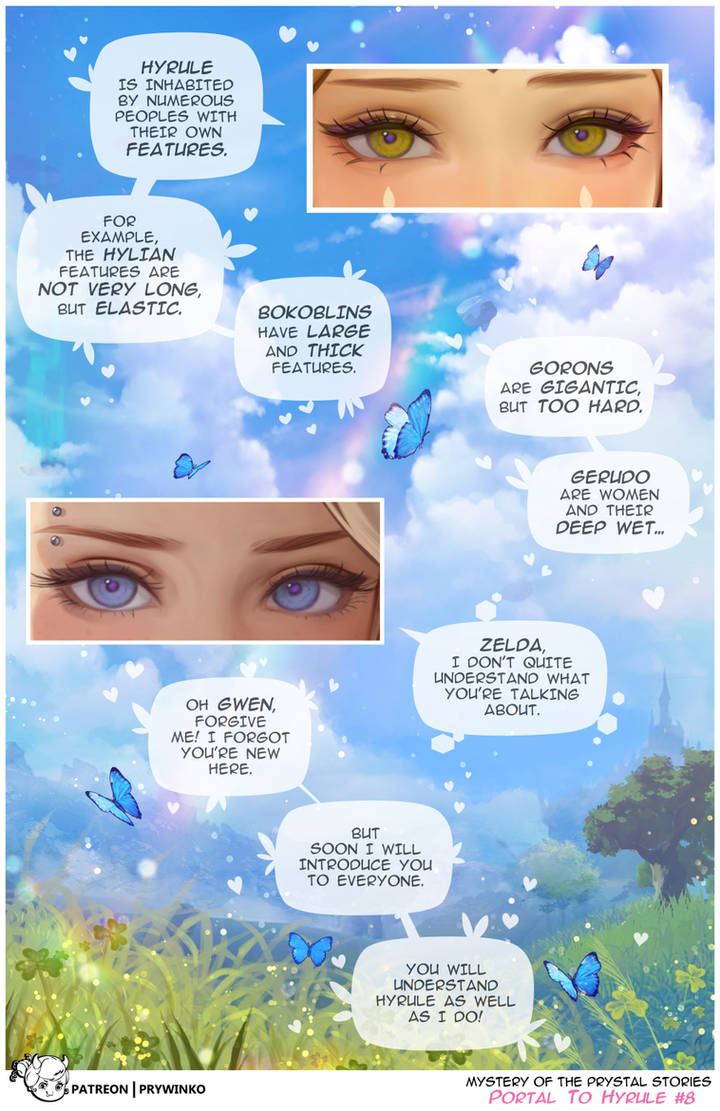 HYRULE
IS INHABITED
BY NUMEROUS
PEOPLES WITH
THEIR OWN
FEATURES.
FOR
EXAMPLE,
THE HYLIAN
FEATURES ARE
NOT VERY LONG,
BUT ELASTIC.
BOKOBLINS
HAVE LARGE
AND THICK
FEATURES.
GORONS
ARE GIGANTIC,
BUT TOO HARD.
GERUDO
ARE WOMEN
AND THEIR
DEEP WET...
ZELDA,
I DON'T QUITE
UNDERSTAND WHAT
YOU'RE TALKING
ABOUT.
OH GWEN,
FORGIVE
ME! I FORGOT
YOU'RE NEW
HERE.
BUT
SOON I WILL
INTRODUCE YOU
TO EVERYONE.
YOU WILL
UNDERSTAND
HYRULE AS WELL
AS I DO!
PATREON | PRYWINKO
MYSTERY OF THE PRYSTAL STORIES
PORTAL TO HYRULE #8